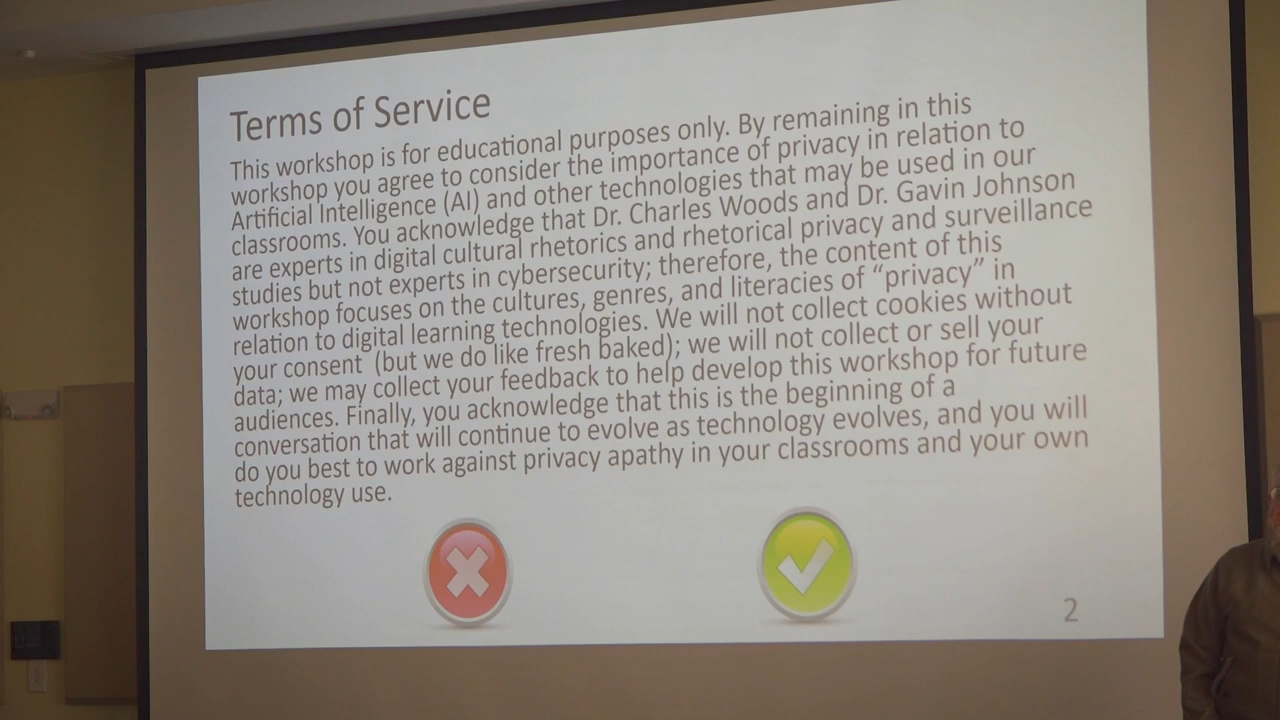 Terms of Service
This workshop is for educational purposes only. By remaining in this
workshop you agree to consider the importance of privacy in relation to
Artificial Intelligence (AI) and other technologies that may be used in our
classrooms. You acknowledge that Dr. Charles Woods and Dr. Gavin Johnson
are experts in digital cultural rhetorics and rhetorical privacy and surveillance
studies but not experts in cybersecurity; therefore, the content of this
workshop focuses on the cultures, genres, and literacies of “privacy” in
relation to digital learning technologies. We will not collect cookies without
your consent  (but we do like fresh baked); we will not collect or sell your
data; we may collect your feedback to help develop this workshop for future
audiences. Finally, you acknowledge that this is the beginning of a
conversation that will continue to evolve as technology evolves, and you will
do you best to work against privacy apathy in your classrooms and your own
technology use.
2